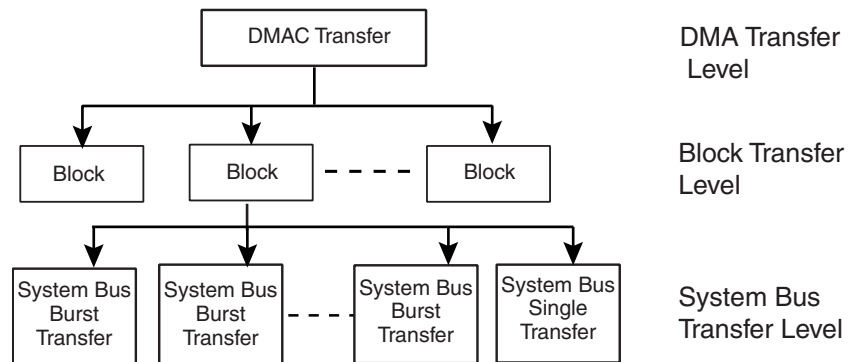 DMAC Transfer
DMA Transfer
Level
Block
Block
Block
Block Transfer
Level
System Bus
Burst
Transfer
System Bus
Burst
Transfer
System Bus
Burst
Transfer
System Bus
Single
Transfer
System Bus
Transfer Level